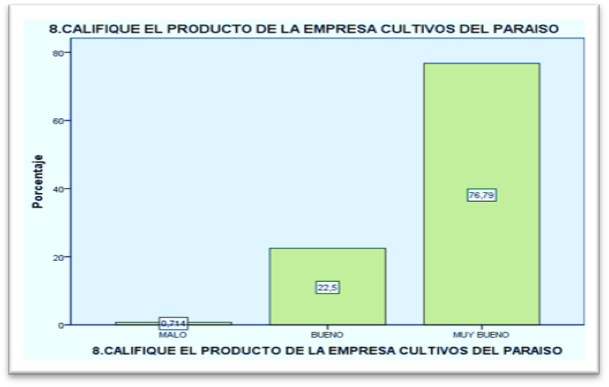 8.CALIFIQUE EL PRODUCTO DE LA EMPRESA CULTIVOS DEL PARAISO
Porcentaje
80
60
40
20
0
0,714
22,5
76,79
MALO
BUENO
MUY BUENO
8.CALIFIQUE EL PRODUCTO DE LA EMPRESA CULTIVOS DEL PARAISO